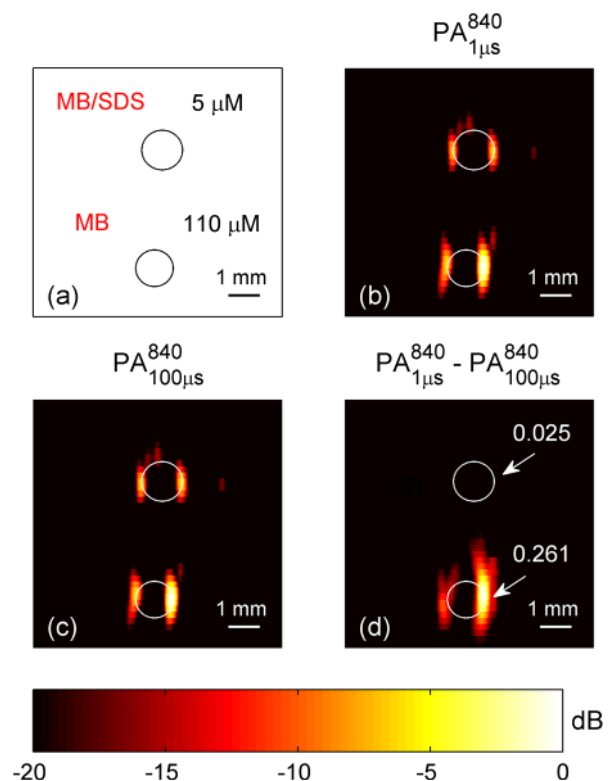 PA^840_1μs
MB/SDS 5 μM
MB 110 μM
(a) 1 mm
(b) 1 mm
PA^840_100μs
PA^840_1μs - PA^840_100μs
(c) 1 mm
0.025
dB
0.261
(d) 1 mm
dB
-20 -15 -10 -5 0